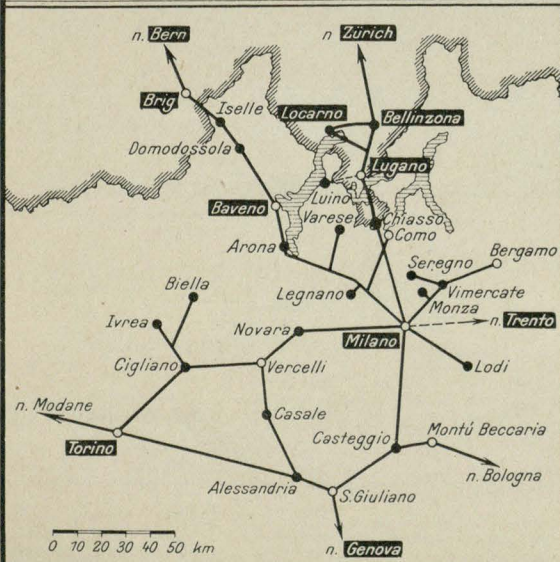 n. Bern
n. Zürich
Brig
Iselle
Locarno
Bellinzona
Domodossola
Lugano
Luino
Baveno
Varese
Chiasso
Como
Arona
Seregno
Bergamo
Biella
Legnano
Vimercate
Monza
Ivrea
Novara
Milano
n. Trento
Cigliano
Vercelli
Lodi
n. Modane
Casale
Torino
Casteggio
Montú Beccaria
Alessandria
S. Giuliano
n. Bologna
0 10 20 30 40 50 km
n. Genova